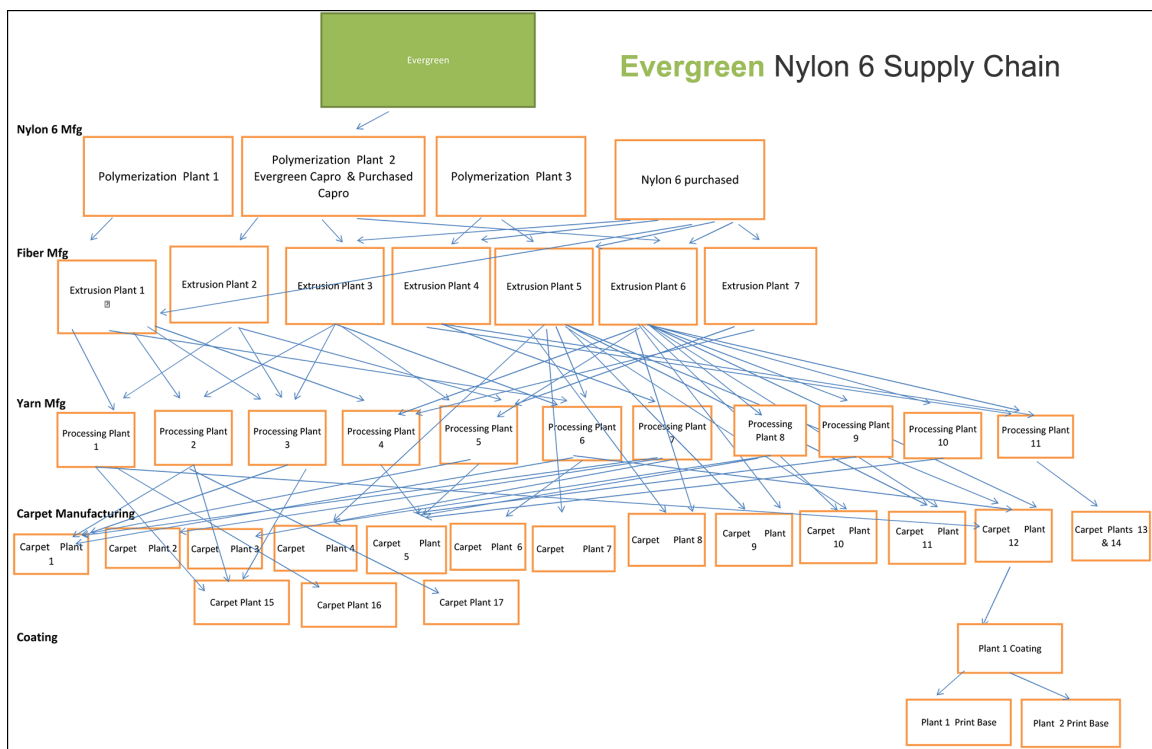 Evergreen
Evergreen Nylon 6 Supply Chain
Nylon 6 Mfg
Polymerization Plant 1
Polymerization Plant 2
Evergreen Capro & Purchased
Capro
Polymerization Plant 3
Nylon 6 purchased
Fiber Mfg
Extrusion Plant 1
Extrusion Plant 2
Extrusion Plant 3
Extrusion Plant 4
Extrusion Plant 5
Extrusion Plant 6
Extrusion Plant 7
Yarn Mfg
Processing Plant
1
Processing Plant
2
Processing Plant
3
Processing Plant
4
Processing Plant
5
Processing Plant
6
Processing Plant
7
Processing
Plant 8
Processing Plant
9
Processing Plant
10
Processing Plant
11
Carpet Manufacturing
Carpet Plant
1
Carpet Plant 2
Carpet Plant 3
Carpet Plant 4
Carpet Plant
5
Carpet Plant 6
Carpet Plant 7
Carpet Plant 8
Carpet Plant
9
Carpet Plant
10
Carpet Plant
11
Carpet Plant
12
Carpet Plants 13
& 14
Carpet Plant 15
Carpet Plant 16
Carpet Plant 17
Coating
Plant 1 Coating
Plant 1 Print Base
Plant 2 Print Base